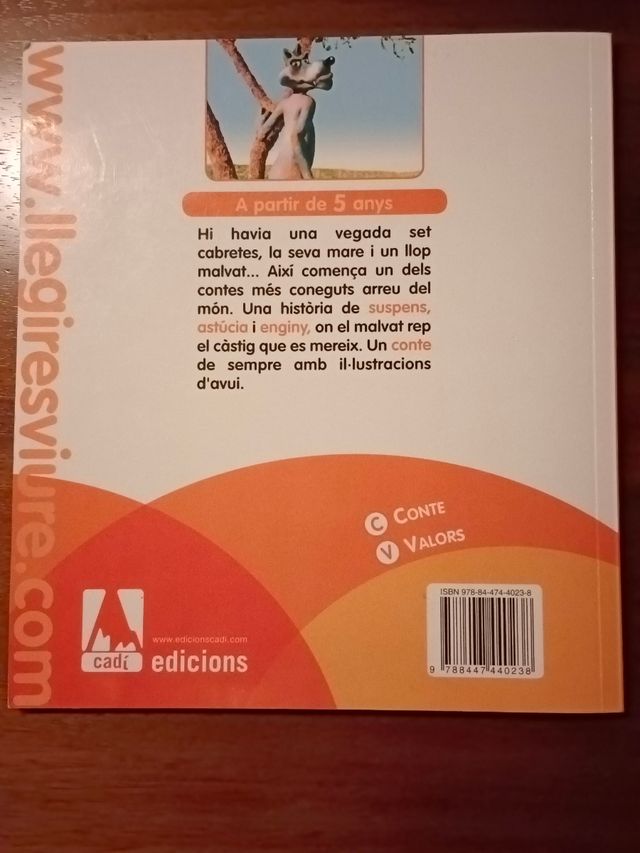 www.llegiresviure.com
A partir de 5 anys
Hi havia una vegada set
cabretes, la seva mare i un llop
malvat... Així comença un dels
contes més coneguts arreu del
món. Una història de suspens,
astúcia i enginy, on el malvat rep
el càstig que es mereix. Un conte
de sempre amb il·lustracions
d'avui.
C CONTE
V VALORS
ISBN 978-84-474-4023-8
9 788447 440238
www.edicionscadi.com
cadí edicions